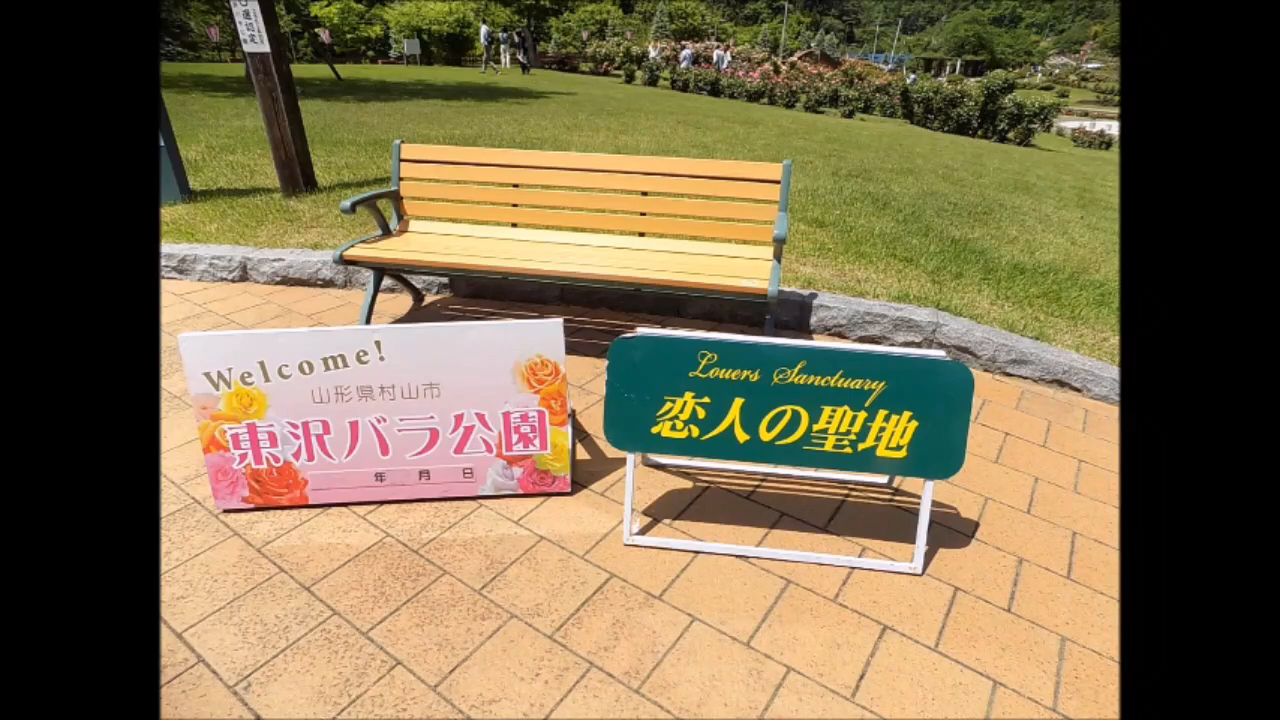 Welcome!
山形県村山市
東沢バラ公園
年 月 日
Louers Sanctuary
恋人の聖地